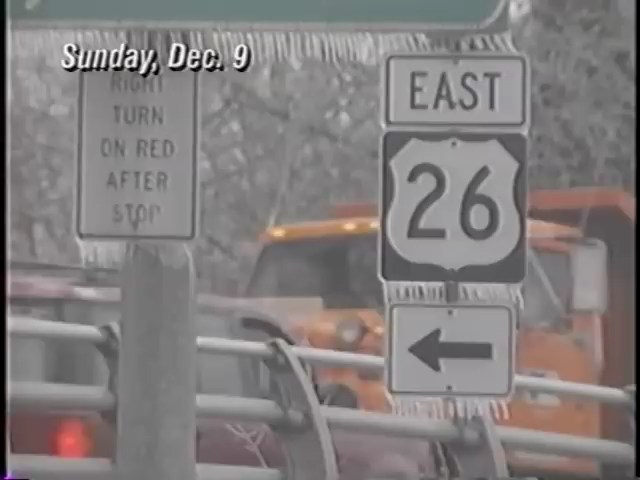 Sunday, Dec. 9
RIGHT
TURN
ON RED
AFTER
STOP
EAST
26